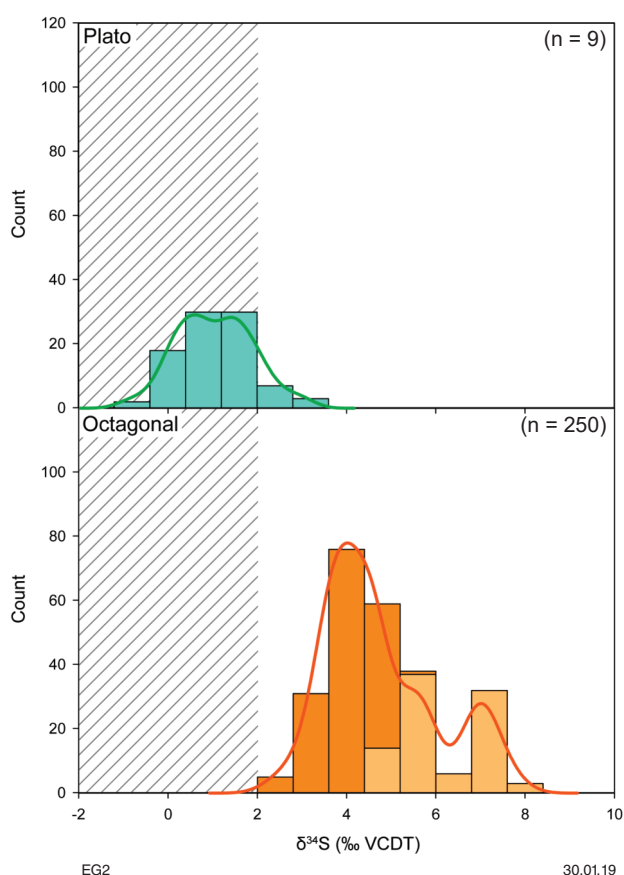 120
Plato
(n = 9)
100
80
60
40
20
0
Count
Octagonal
(n = 250)
100
80
60
40
20
0
Count
-2 0 2 4 6 8 10
δ³⁴S (‰ VCDT)
EG2
30.01.19